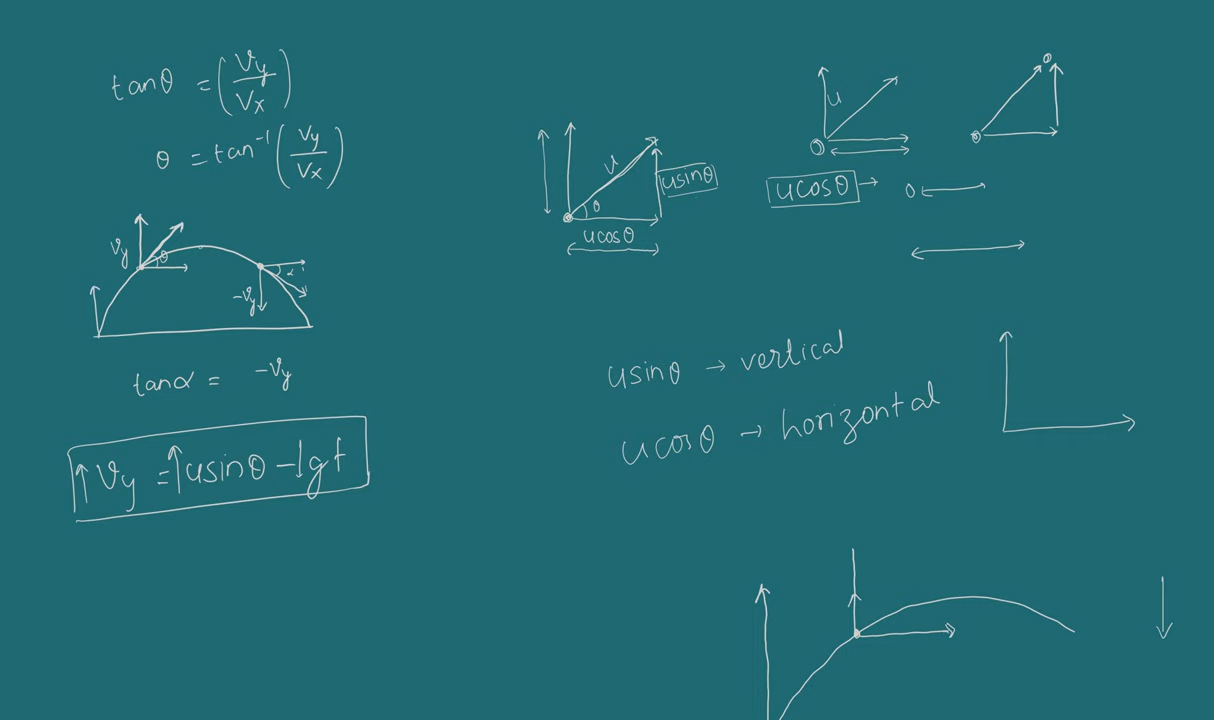 tanθ = (Vy/Vx)
θ = tan⁻¹(Vy/Vx)
Vy
θ
-Vy
α
tanα = -Vy
↑Vy = ↑usinθ - ↓gt
u
θ
usinθ
ucosθ
u
ucosθ →
usinθ → vertical
ucosθ → horizontal